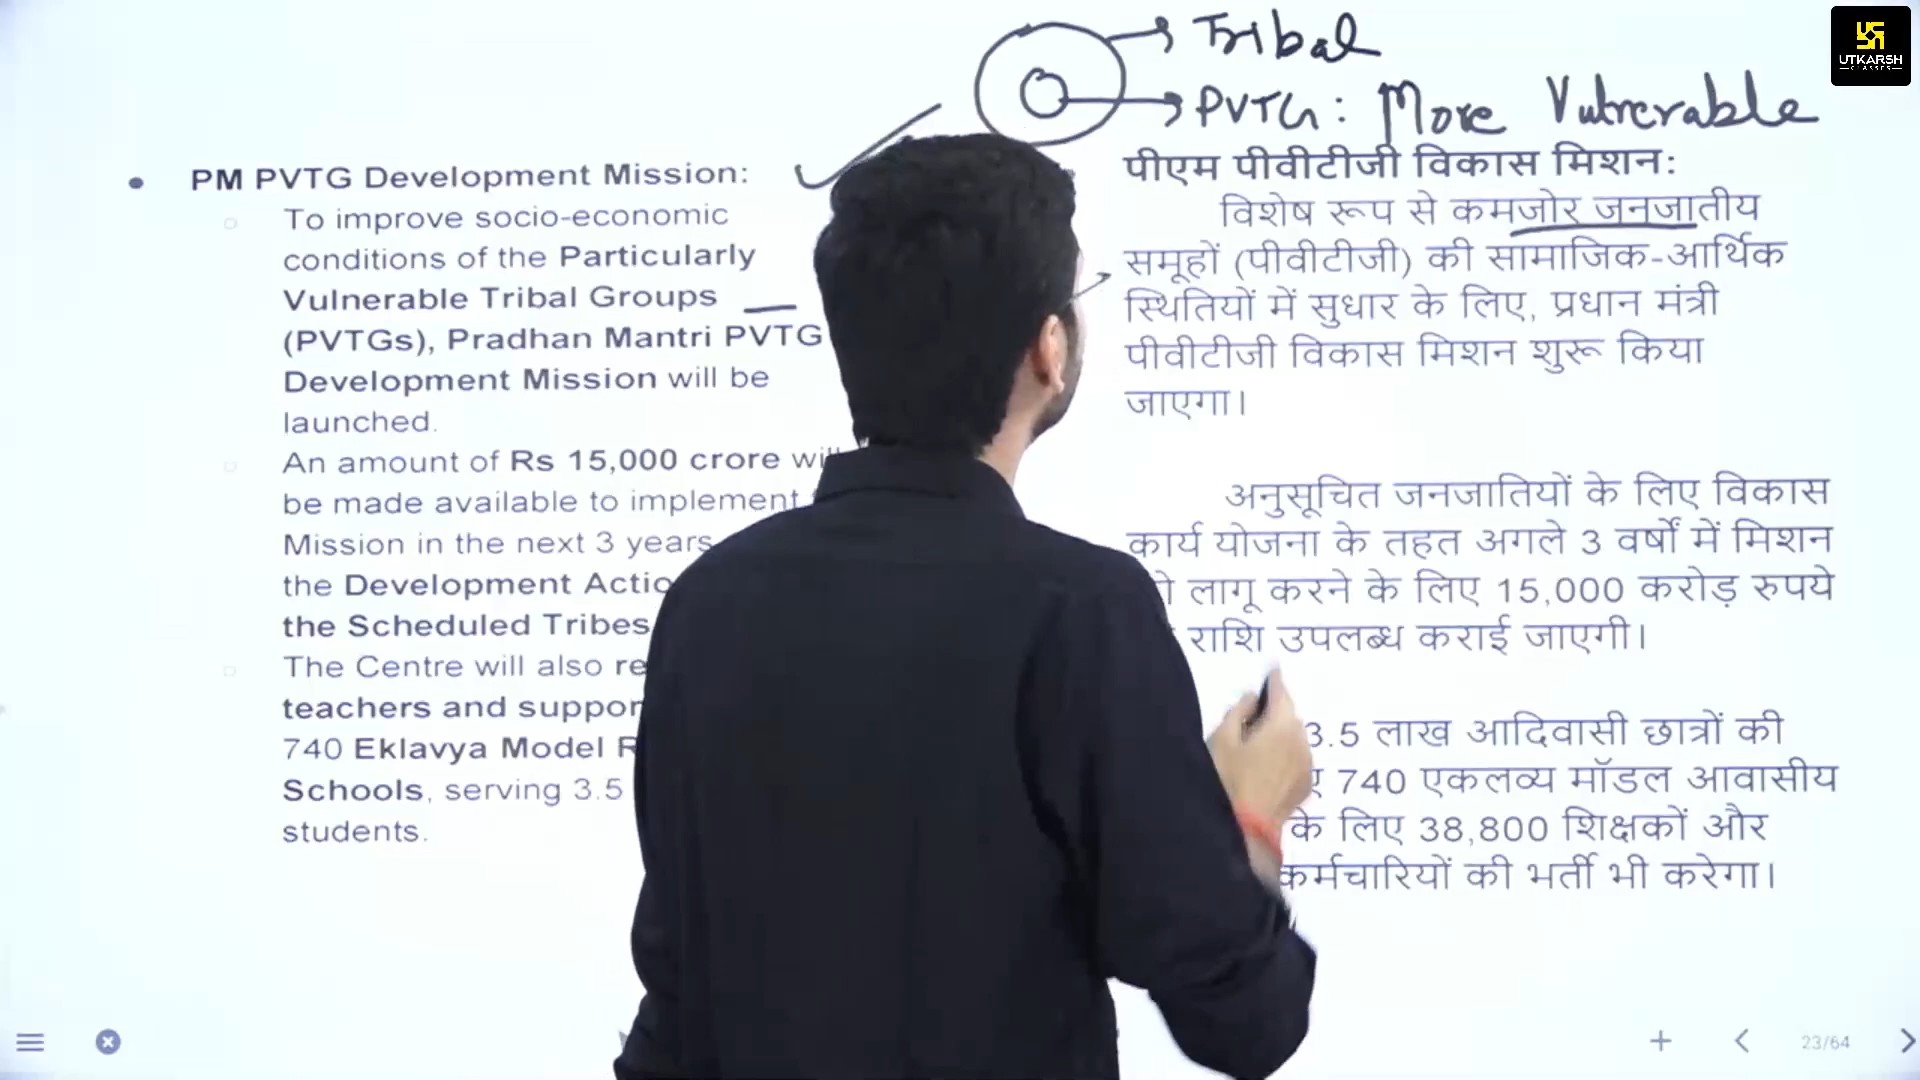 Tribal
PVTG: More Vulnerable
UTKARSH
CLASSES
PM PVTG Development Mission:
To improve socio-economic
conditions of the Particularly
Vulnerable Tribal Groups
(PVTGs), Pradhan Mantri PVTG
Development Mission will be
launched.
An amount of Rs 15,000 crore
be made available to implement
Mission in the next 3 years
the Development
the Scheduled Tribes
The Centre will also
teachers and
740 Eklavya Model
Schools, serving 3.5
students.
पीएम पीवीटीजी विकास मिशन:
विशेष रूप से कमजोर जनजातीय
समूहों (पीवीटीजी) की सामाजिक-आर्थिक
स्थितियों में सुधार के लिए, प्रधान मंत्री
पीवीटीजी विकास मिशन शुरू किया
जाएगा।
अनुसूचित जनजातियों के लिए विकास
कार्य योजना के तहत अगले 3 वर्षों में मिशन
लागू करने के लिए 15,000 करोड़ रुपये
राशि उपलब्ध कराई जाएगी।
3.5 लाख आदिवासी छात्रों की
740 एकलव्य मॉडल आवासीय
के लिए 38,800 शिक्षकों और
कर्मचारियों की भर्ती भी करेगा।
23/64